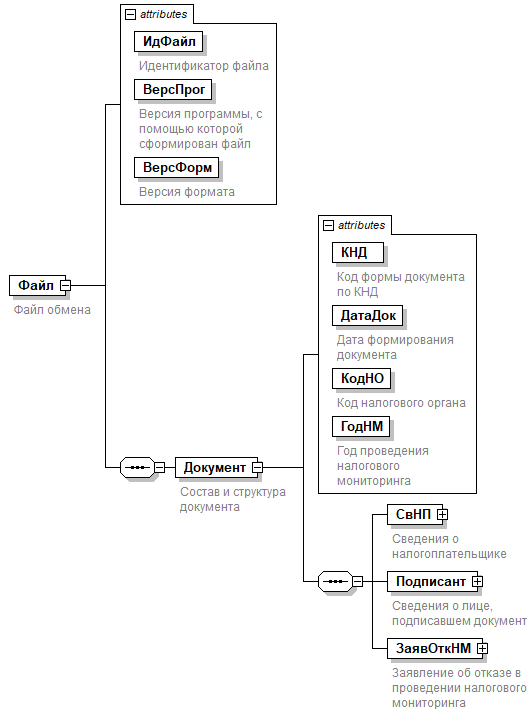 attributes
ИдФайл
Идентификатор файла
ВерсПрог
Версия программы, с
помощью которой
сформирован файл
ВерсФорм
Версия формата
Файл
Файл обмена
attributes
КНД
Код формы документа
по КНД
ДатаДок
Дата формирования
документа
КодНО
Код налогового органа
ГодНМ
Год проведения
налогового
мониторинга
Документ
Состав и структура
документа
СвНП
Сведения о
налогоплательщике
Подписант
Сведения о лице,
подписавшем документ
ЗаявОткНМ
Заявление об отказе в
проведении налогового
мониторинга